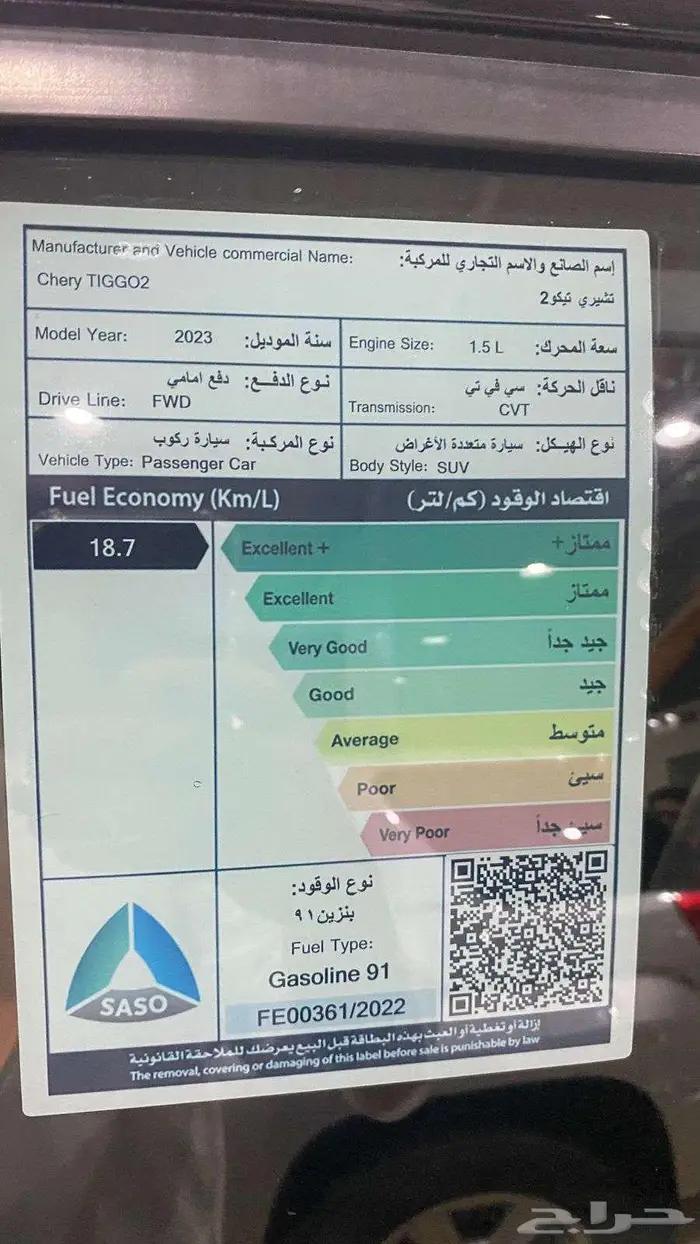 Manufacturer and Vehicle commercial Name:
إسم الصانع والاسم التجاري للمركبة:
Chery TIGGO2
تشيري تيكو2
Model Year: 2023 سنة الموديل:
Engine Size: 1.5 L سعة المحرك:
نوع الدفـع: دفع امامي
Drive Line: FWD
ناقل الحركة: سي في تي
Transmission: CVT
نوع المركبة: سيارة ركوب
Vehicle Type: Passenger Car
نوع الهيكل: سيارة متعددة الأغراض
Body Style: SUV
Fuel Economy (Km/L) اقتصاد الوقود (كم/لتر)
18.7
Excellent + ممتاز+
Excellent ممتاز
Very Good جيد جداً
Good جيد
Average متوسط
Poor سيئ
Very Poor سيئ جداً
نوع الوقود:
بنزين ٩١
Fuel Type:
Gasoline 91
FE00361/2022
SASO
إزالة أو تغطية أو العبث بهذه البطاقة قبل البيع يعرضك للملاحقة القانونية
The removal, covering or damaging of this label before sale is punishable by law
حراج